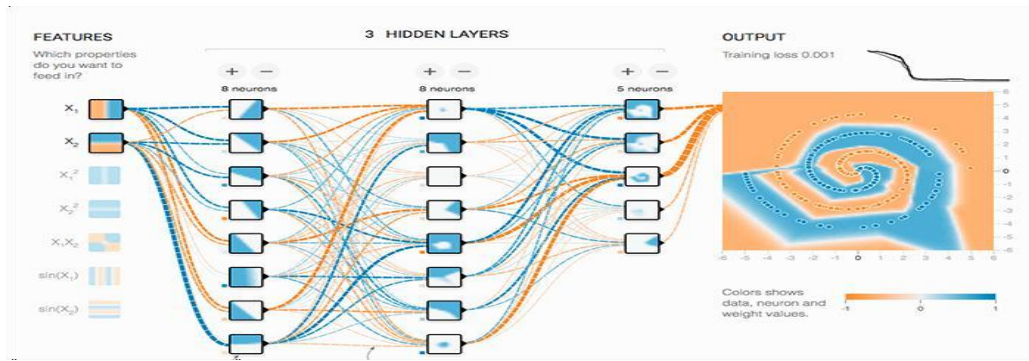 FEATURES
Which properties
do you want to
feed in?
X₁
X₂
X₁²
X₂²
X₁X₂
sin(X₁)
sin(X₂)
3 HIDDEN LAYERS
+ −
8 neurons
+ −
8 neurons
+ −
5 neurons
OUTPUT
Training loss 0.001
6
5
4
3
2
1
0
-1
-2
-3
-4
-5
-6
-6 -5 -4 -3 -2 -1 0 1 2 3 4 5 6
Colors shows
data, neuron and
weight values.
-1 0 1